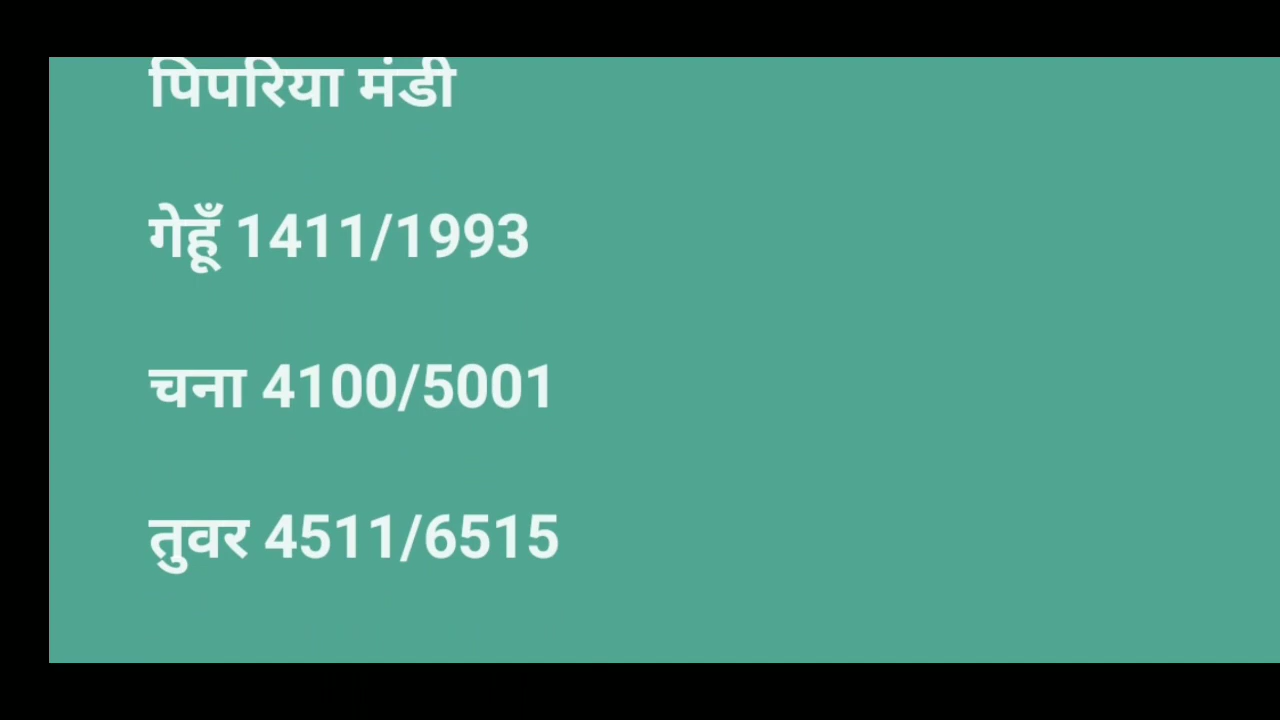 पिपरिया मंडी
गेहूँ 1411/1993
चना 4100/5001
तुवर 4511/6515